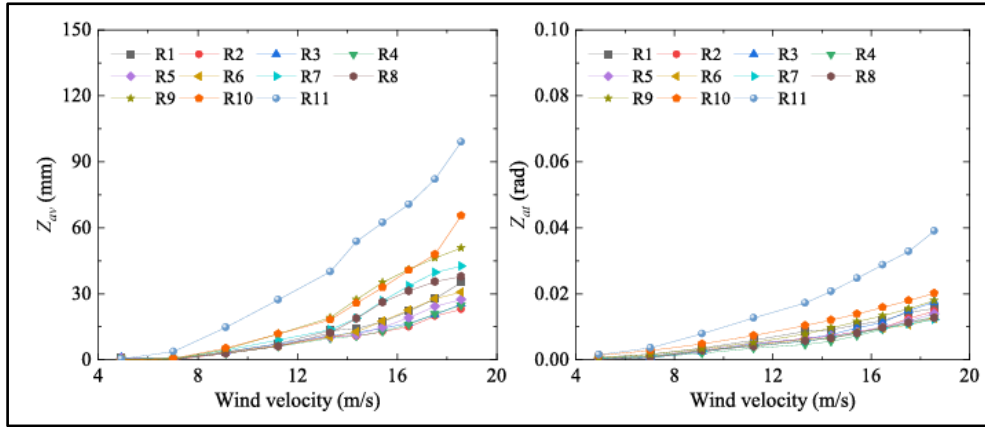 150
120
90
60
30
0
Z_av (mm)
R1 R2 R3 R4
R5 R6 R7 R8
R9 R10 R11
4 8 12 16 20
Wind velocity (m/s)
0.10
0.08
0.06
0.04
0.02
0.00
Z_at (rad)
R1 R2 R3 R4
R5 R6 R7 R8
R9 R10 R11
4 8 12 16 20
Wind velocity (m/s)